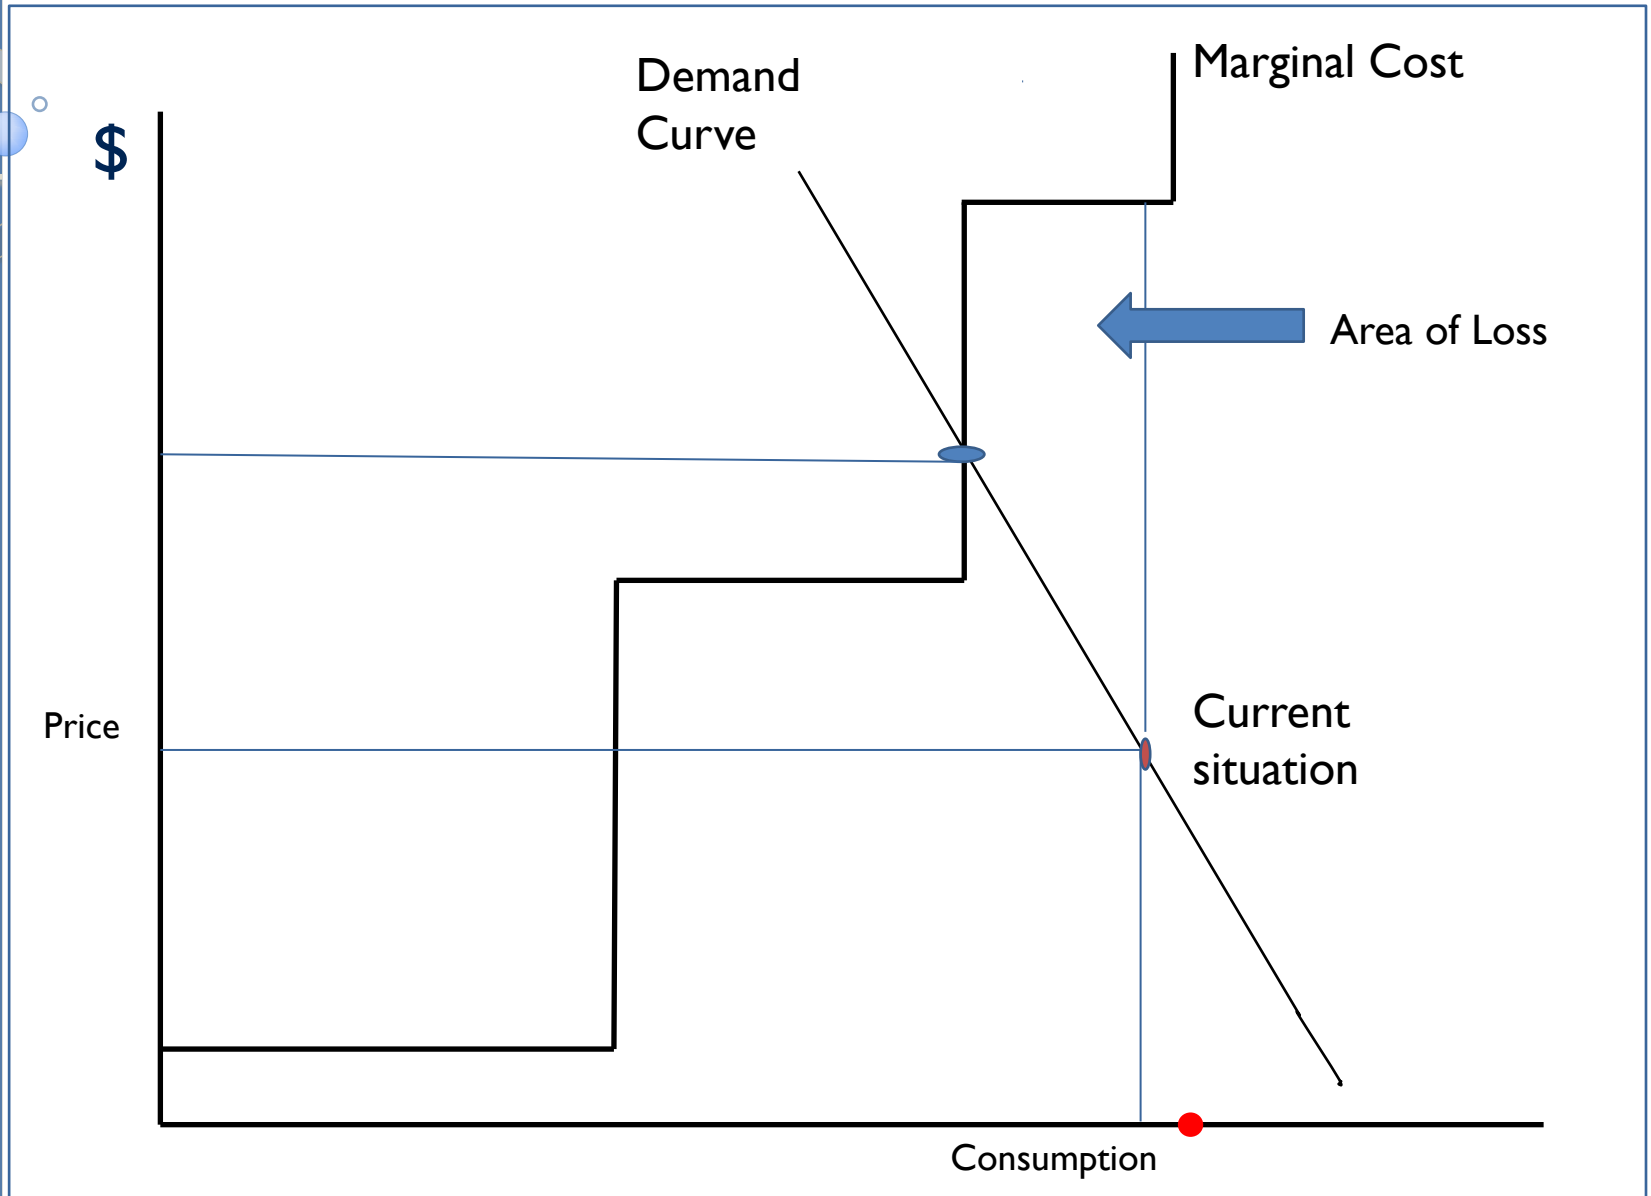 Demand
Curve
Marginal Cost
$
Area of Loss
Current
situation
Price
Consumption